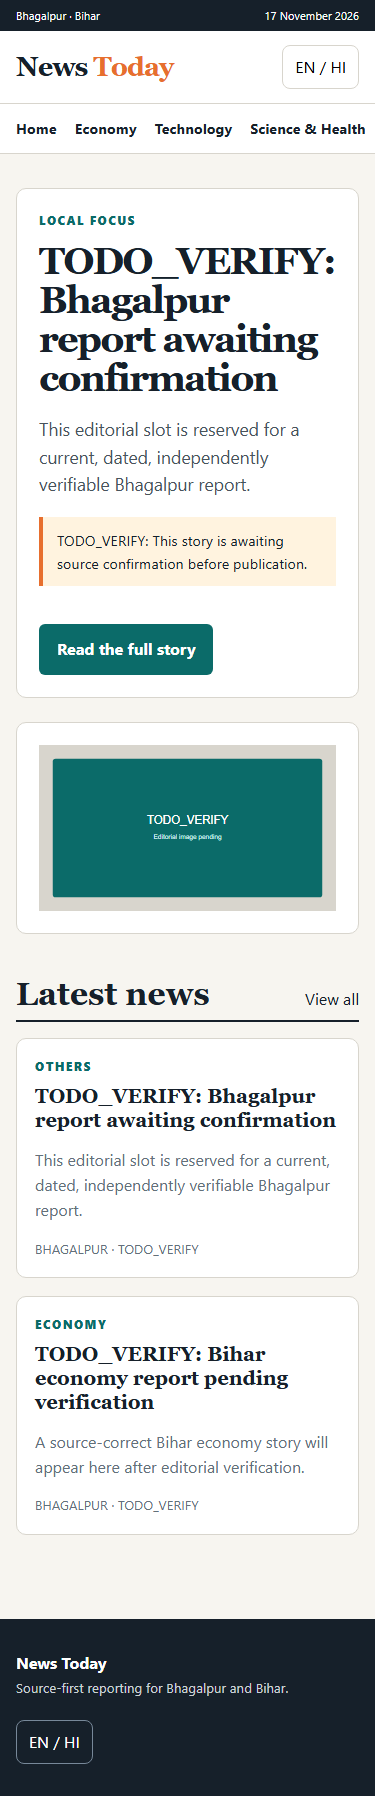 Bhagalpur · Bihar 17 November 2026
News Today EN / HI
Home Economy Technology Science & Health
LOCAL FOCUS
TODO_VERIFY:
Bhagalpur
report awaiting
confirmation
This editorial slot is reserved for a
current, dated, independently
verifiable Bhagalpur report.
TODO_VERIFY: This story is awaiting
source confirmation before publication.
Read the full story
TODO_VERIFY
Editorial image pending
Latest news View all
OTHERS
TODO_VERIFY: Bhagalpur
report awaiting confirmation
This editorial slot is reserved for a current,
dated, independently verifiable Bhagalpur
report.
BHAGALPUR · TODO_VERIFY
ECONOMY
TODO_VERIFY: Bihar
economy report pending
verification
A source-correct Bihar economy story will
appear here after editorial verification.
BHAGALPUR · TODO_VERIFY
News Today
Source-first reporting for Bhagalpur and Bihar.
EN / HI